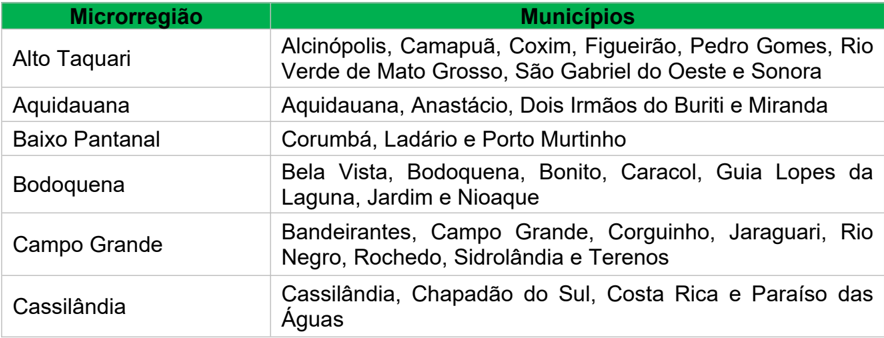 Microrregião Municípios
Alto Taquari
Alcinópolis, Camapuã, Coxim, Figueirão, Pedro Gomes, Rio
Verde de Mato Grosso, São Gabriel do Oeste e Sonora
Aquidauana
Aquidauana, Anastácio, Dois Irmãos do Buriti e Miranda
Baixo Pantanal
Corumbá, Ladário e Porto Murtinho
Bodoquena
Bela Vista, Bodoquena, Bonito, Caracol, Guia Lopes da
Laguna, Jardim e Nioaque
Campo Grande
Bandeirantes, Campo Grande, Corguinho, Jaraguari, Rio
Negro, Rochedo, Sidrolândia e Terenos
Cassilândia
Cassilândia, Chapadão do Sul, Costa Rica e Paraíso das
Águas